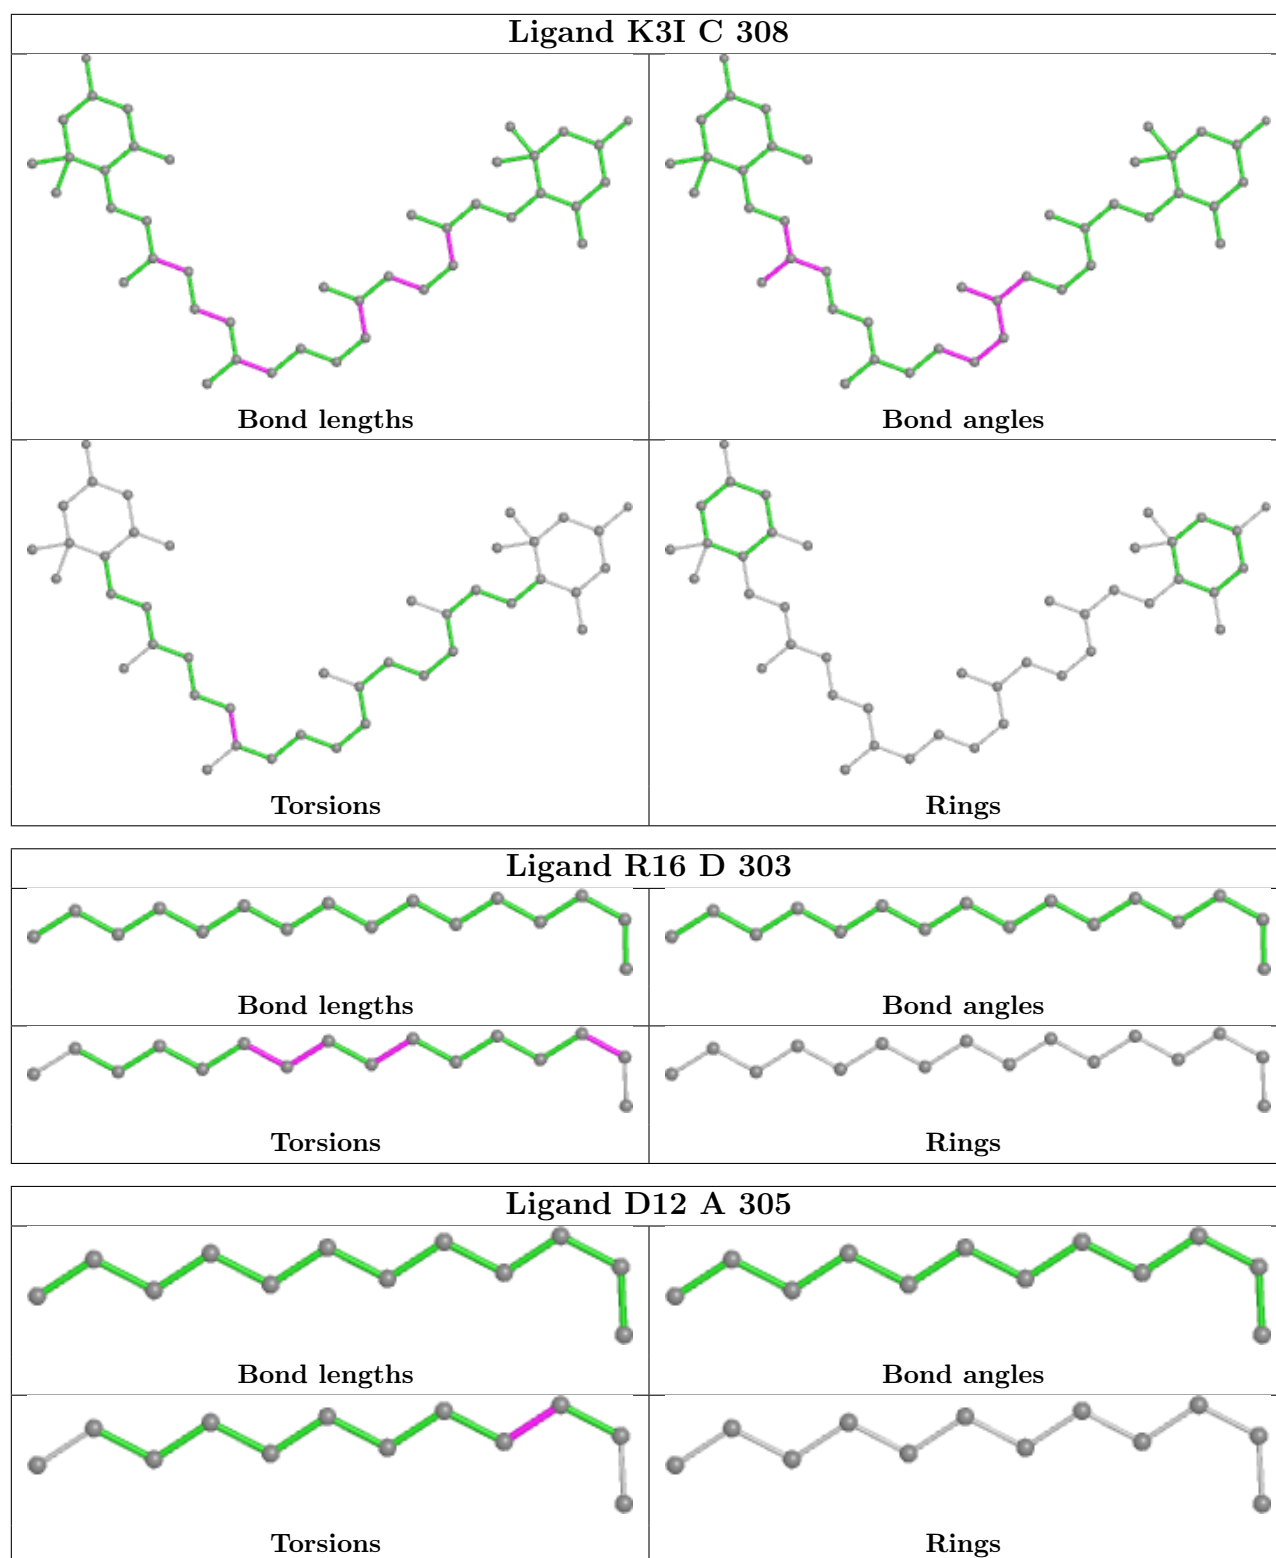 Ligand K3I C 308
Bond lengths
Bond angles
Torsions
Rings
Ligand R16 D 303
Bond lengths
Bond angles
Torsions
Rings
Ligand D12 A 305
Bond lengths
Bond angles
Torsions
Rings